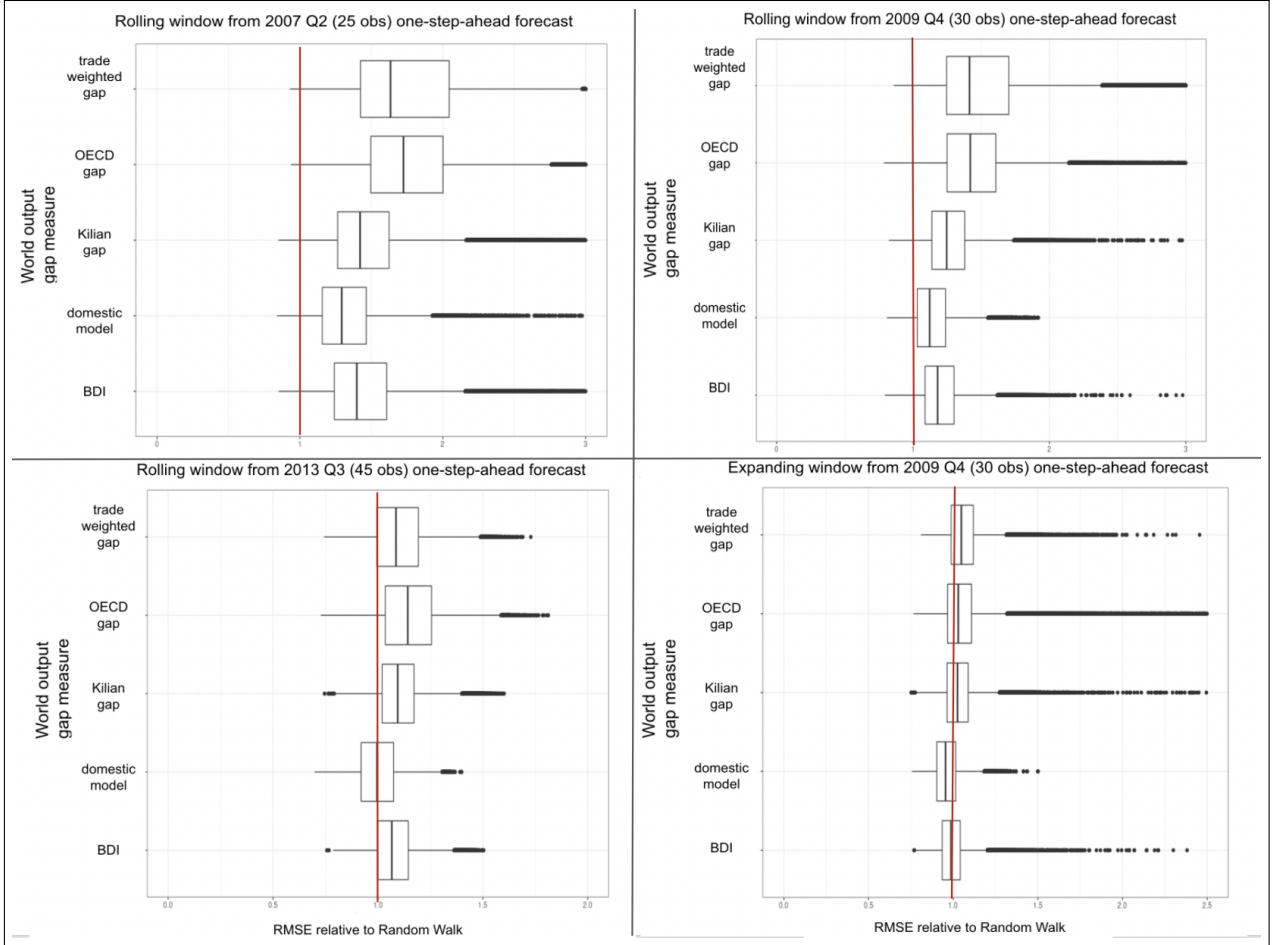 Rolling window from 2007 Q2 (25 obs) one-step-ahead forecast
World output
gap measure
trade
weighted
gap
OECD
gap
Kilian
gap
domestic
model
BDI
0
1
2
3
Rolling window from 2009 Q4 (30 obs) one-step-ahead forecast
World output
gap measure
trade
weighted
gap
OECD
gap
Kilian
gap
domestic
model
BDI
0
1
2
3
Rolling window from 2013 Q3 (45 obs) one-step-ahead forecast
World output
gap measure
trade
weighted
gap
OECD
gap
Kilian
gap
domestic
model
BDI
0.0
1.0
1.5
2.0
RMSE relative to Random Walk
Expanding window from 2009 Q4 (30 obs) one-step-ahead forecast
World output
gap measure
trade
weighted
gap
OECD
gap
Kilian
gap
domestic
model
BDI
0.0
1.0
1.5
2.0
2.5
RMSE relative to Random Walk